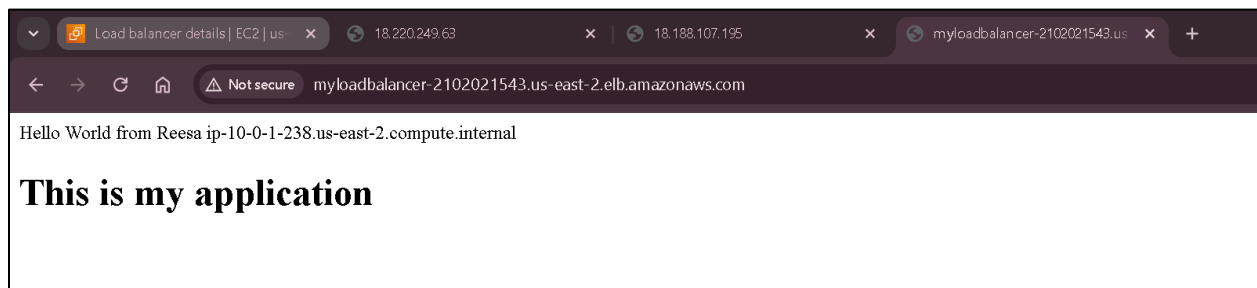 Load balancer details | EC2 | us-
18.220.249.63
18.188.107.195
myloadbalancer-2102021543.us
Not secure
myloadbalancer-2102021543.us-east-2.elb.amazonaws.com
Hello World from Reesa ip-10-0-1-238.us-east-2.compute.internal
This is my application